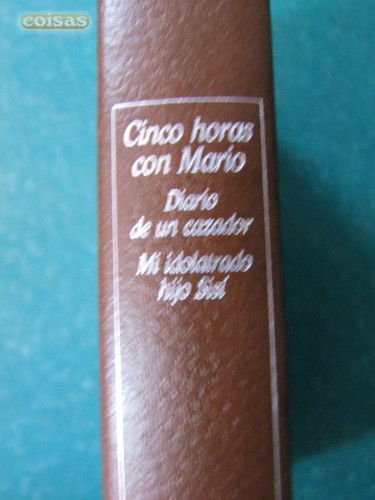 coisas
Cinco horas
con Mario
Diario
de un cazador
Mi idolatrado
hijo Sisí